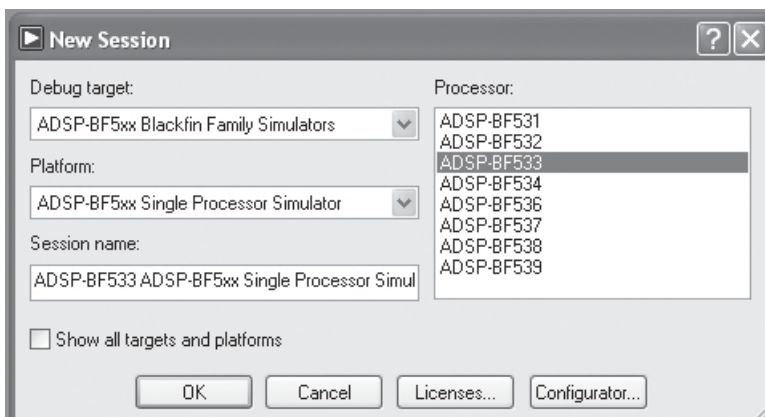 New Session
Debug target:
ADSP-BF5xx Blackfin Family Simulators
Platform:
ADSP-BF5xx Single Processor Simulator
Session name:
ADSP-BF533 ADSP-BF5xx Single Processor Simul
Processor:
ADSP-BF531
ADSP-BF532
ADSP-BF533
ADSP-BF534
ADSP-BF536
ADSP-BF537
ADSP-BF538
ADSP-BF539
Show all targets and platforms
OK
Cancel
Licenses...
Configurator...